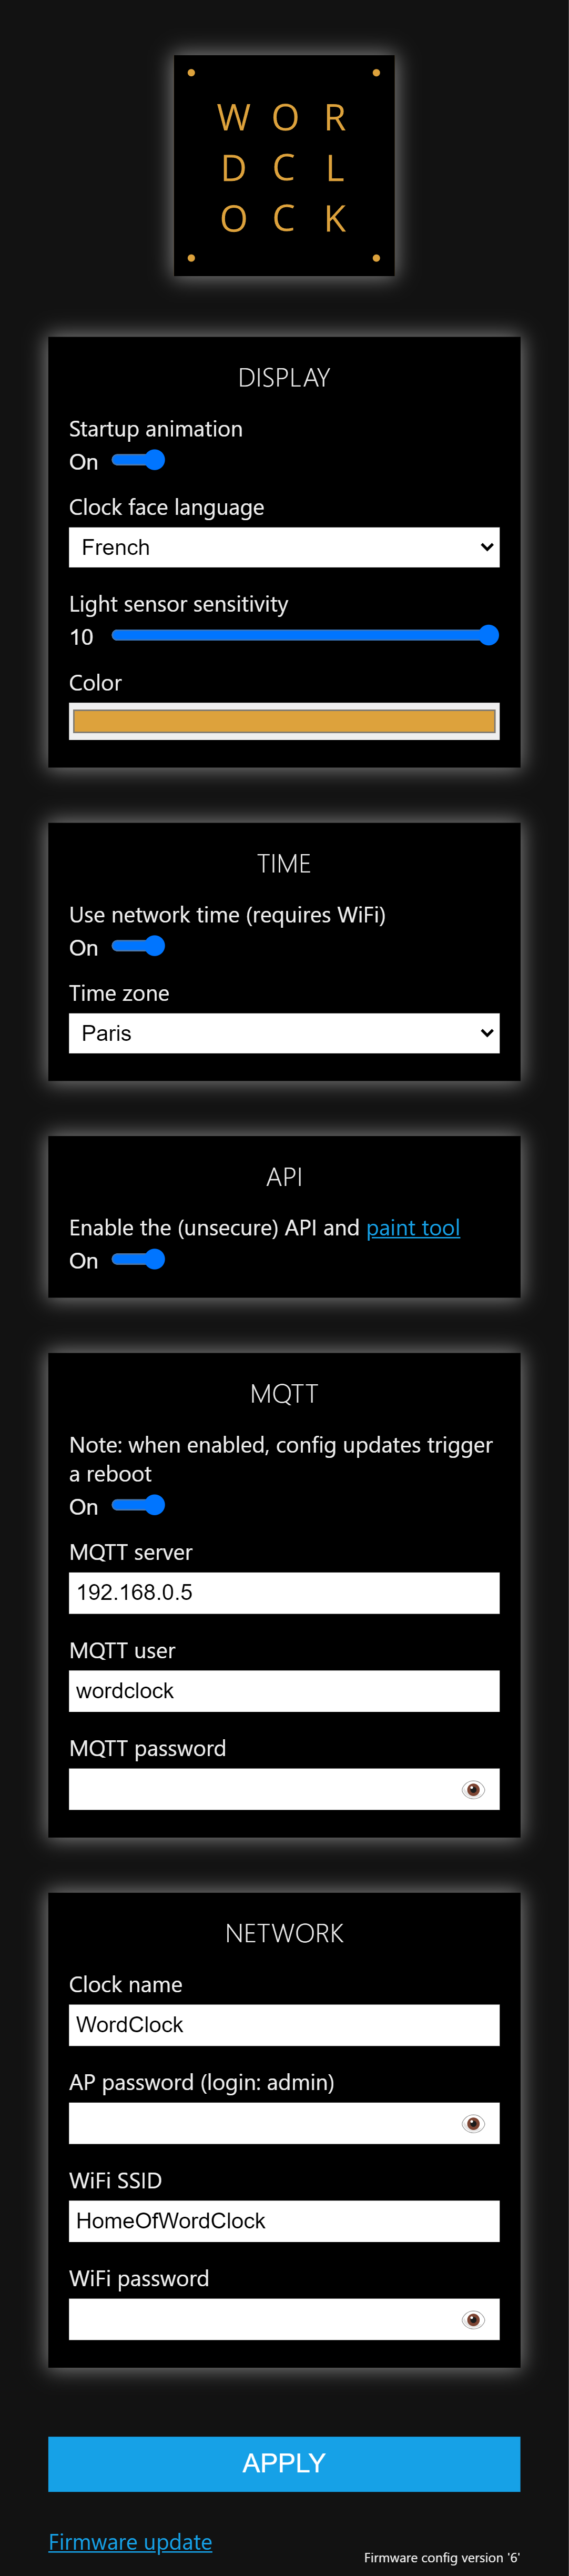 W O R
D C L
O C K
DISPLAY
Startup animation
On
Clock face language
French
Light sensor sensitivity
10
Color
TIME
Use network time (requires WiFi)
On
Time zone
Paris
API
Enable the (unsecure) API and paint tool
On
MQTT
Note: when enabled, config updates trigger
a reboot
On
MQTT server
192.168.0.5
MQTT user
wordclock
MQTT password
NETWORK
Clock name
WordClock
AP password (login: admin)
WiFi SSID
HomeOfWordClock
WiFi password
APPLY
Firmware update
Firmware config version '6'